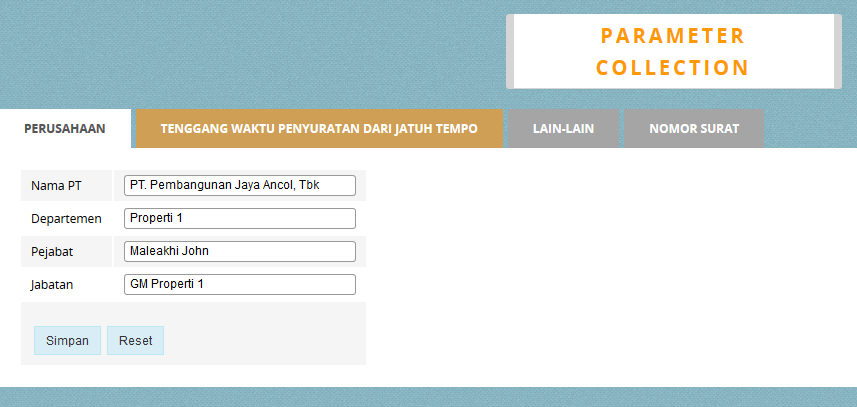 PARAMETER
COLLECTION
PERUSAHAAN TENGGANG WAKTU PENYURATAN DARI JATUH TEMPO LAIN-LAIN NOMOR SURAT
Nama PT PT. Pembangunan Jaya Ancol, Tbk
Departemen Properti 1
Pejabat Maleakhi John
Jabatan GM Properti 1
Simpan Reset